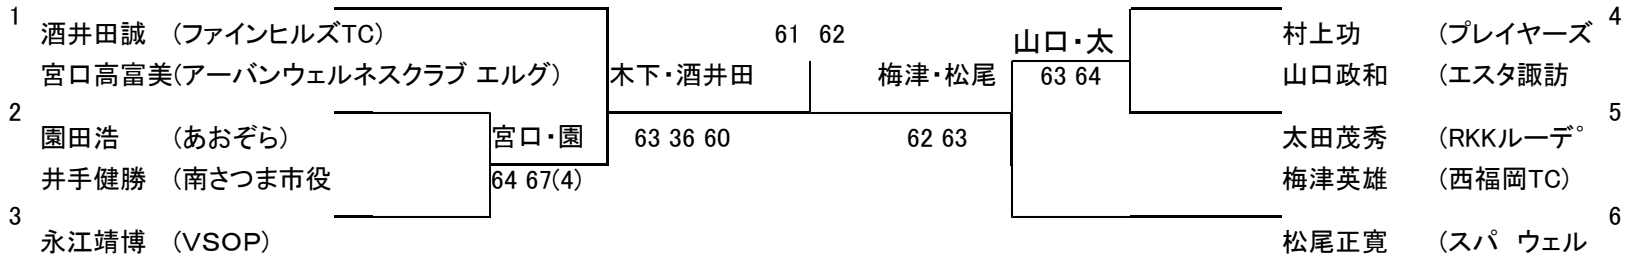 1 4
酒井田誠 (ファインヒルズTC) 61 62 山口・太 村上功 (プレイヤーズ
宮口高富美(アーバンウェルネスクラブ エルグ) 木下・酒井田 梅津・松尾 63 64 山口政和 (エスタ諏訪
2 5
園田浩 (あおぞら) 宮口・園 63 36 60 62 63 太田茂秀 (RKKルーデ゜
井手健勝 (南さつま市役 64 67(4) 梅津英雄 (西福岡TC)
3 6
永江靖博 (VSOP) 松尾正寛 (スパ ウェル